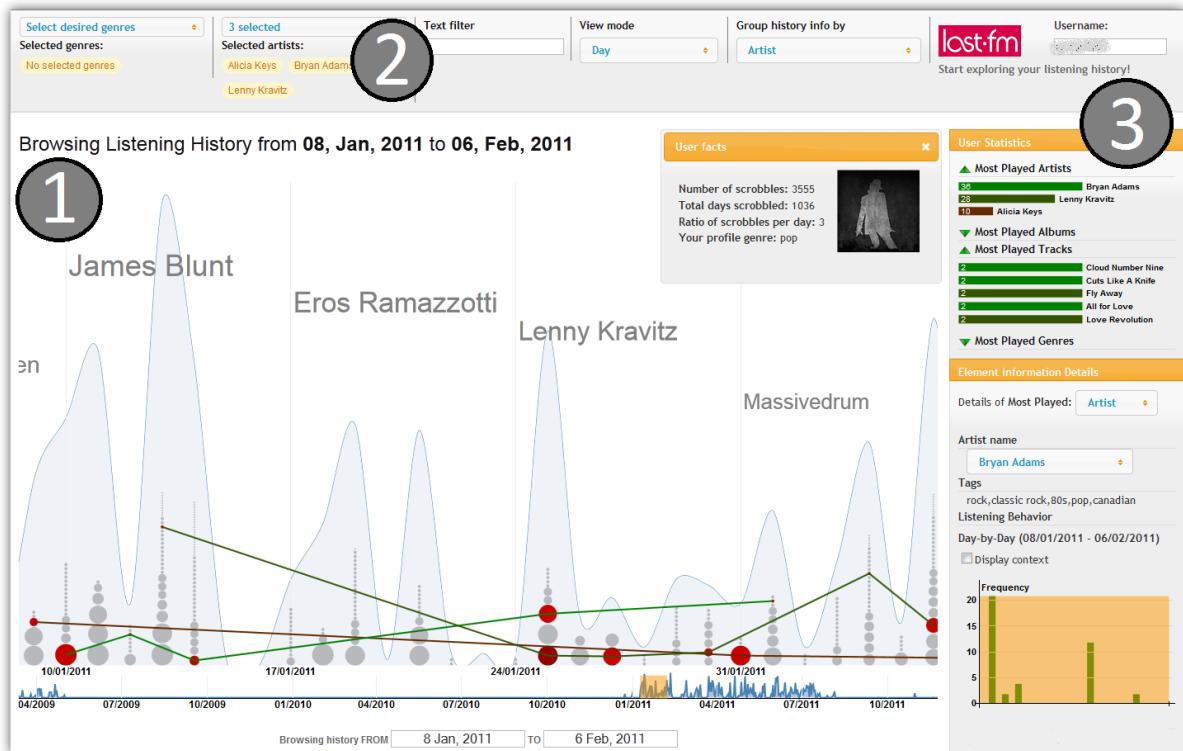 Select desired genres
3 selected
Text filter
View mode
Group history info by
last·fm
Username:
Selected genres:
Selected artists:
Day
Artist
No selected genres
Alicia Keys Bryan Adams
2
Start exploring your listening history!
Lenny Kravitz
3
Browsing Listening History from 08, Jan, 2011 to 06, Feb, 2011
1
User facts
Number of scrobbles: 3555
Total days scrobbled: 1036
Ratio of scrobbles per day: 3
Your profile genre: pop
James Blunt
Eros Ramazzotti
Lenny Kravitz
en
Massivedrum
10/01/2011 17/01/2011 24/01/2011 31/01/2011
04/2009 07/2009 10/2009 01/2010 04/2010 07/2010 10/2010 01/2011 04/2011 07/2011 10/2011
Browsing history FROM 8 Jan, 2011 TO 6 Feb, 2011
User Statistics
Most Played Artists
36 Bryan Adams
28 Lenny Kravitz
10 Alicia Keys
Most Played Albums
Most Played Tracks
2 Cloud Number Nine
2 Cuts Like A Knife
2 Fly Away
2 All for Love
2 Love Revolution
Most Played Genres
Element Information Details
Details of Most Played: Artist
Artist name
Bryan Adams
Tags
rock,classic rock,80s,pop,canadian
Listening Behavior
Day-by-Day (08/01/2011 - 06/02/2011)
Display context
Frequency
20
15
10
5
0